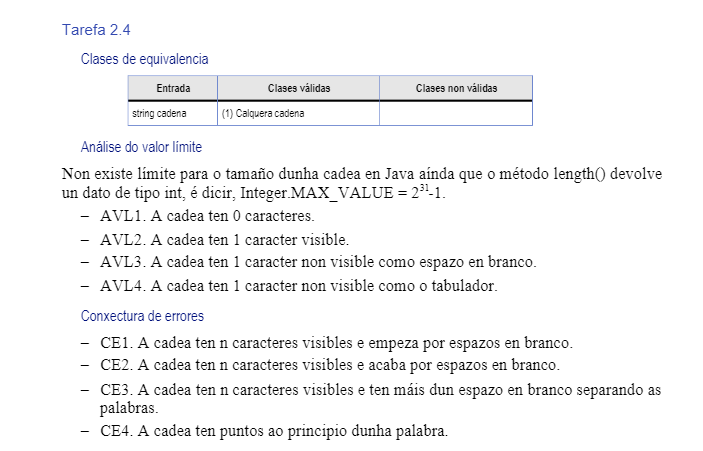 Tarefa 2.4
Clases de equivalencia
Entrada Clases válidas Clases non válidas
string cadena (1) Calquera cadena
Análise do valor límite
Non existe límite para o tamaño dunha cadea en Java aínda que o método length() devolve
un dato de tipo int, é dicir, Integer.MAX_VALUE = 2³¹-1.
– AVL1. A cadea ten 0 caracteres.
– AVL2. A cadea ten 1 caracter visible.
– AVL3. A cadea ten 1 caracter non visible como espazo en branco.
– AVL4. A cadea ten 1 caracter non visible como o tabulador.
Conxectura de errores
– CE1. A cadea ten n caracteres visibles e empeza por espazos en branco.
– CE2. A cadea ten n caracteres visibles e acaba por espazos en branco.
– CE3. A cadea ten n caracteres visibles e ten máis dun espazo en branco separando as
palabras.
– CE4. A cadea ten puntos ao principio dunha palabra.